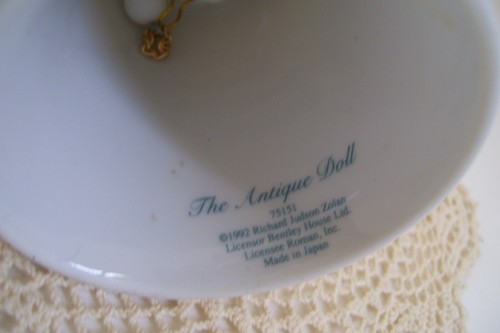 The Antique Doll
75151
©1992 Richard Judson Zolan
Licensor Bentley House Ltd.
Licensee Roman, Inc.
Made in Japan